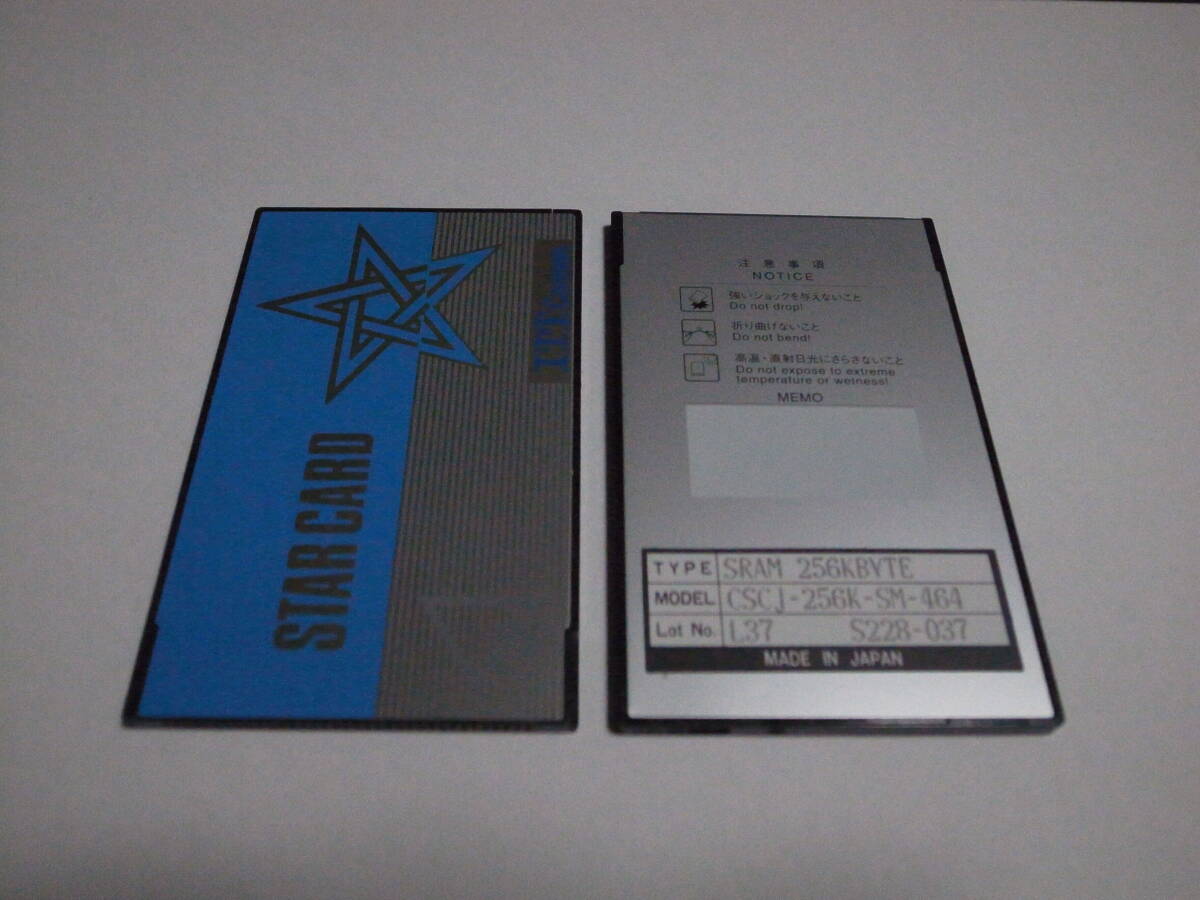 STAR CARD
注意事項
NOTICE
強いショックを与えないこと
Do not drop!
折り曲げないこと
Do not bend!
高温・直射日光にさらさないこと
Do not expose to extreme
temperature or wetness!
MEMO
TYPE SRAM 256KBYTE
MODEL CSCJ-256K-SM-464
Lot No. L37 S228-037
MADE IN JAPAN